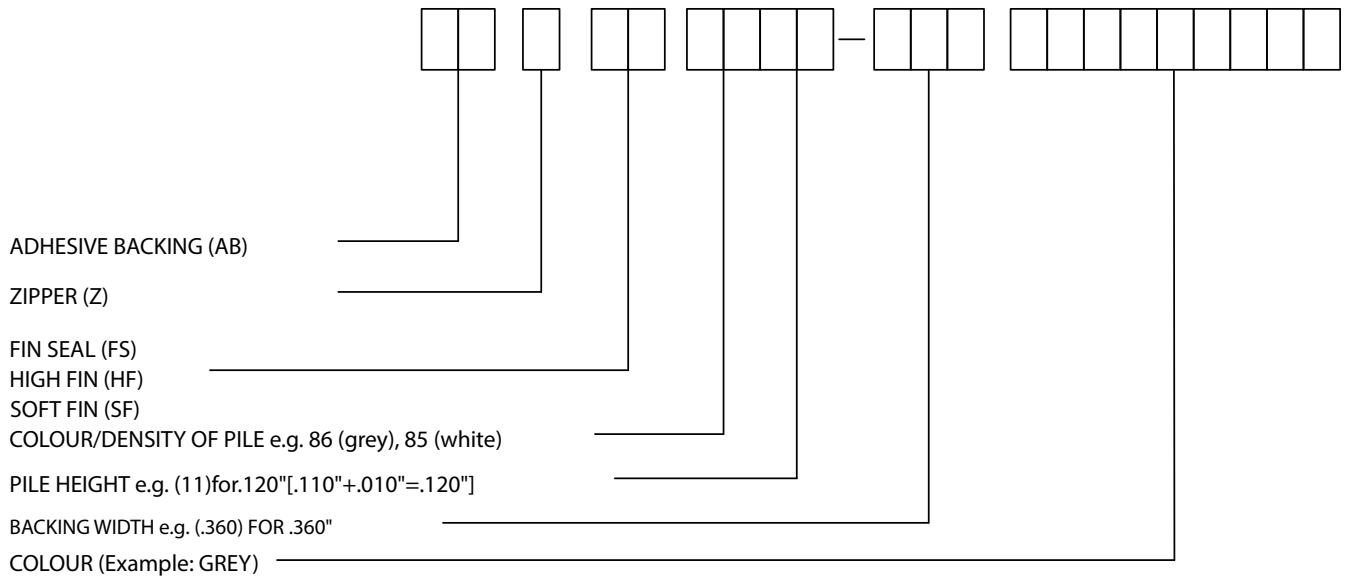 ADHESIVE BACKING (AB)
ZIPPER (Z)
FIN SEAL (FS)
HIGH FIN (HF)
SOFT FIN (SF)
COLOUR/DENSITY OF PILE e.g. 86 (grey), 85 (white)
PILE HEIGHT e.g. (11)for.120"[.110"+.010"=.120"]
BACKING WIDTH e.g. (.360) FOR .360"
COLOUR (Example: GREY)